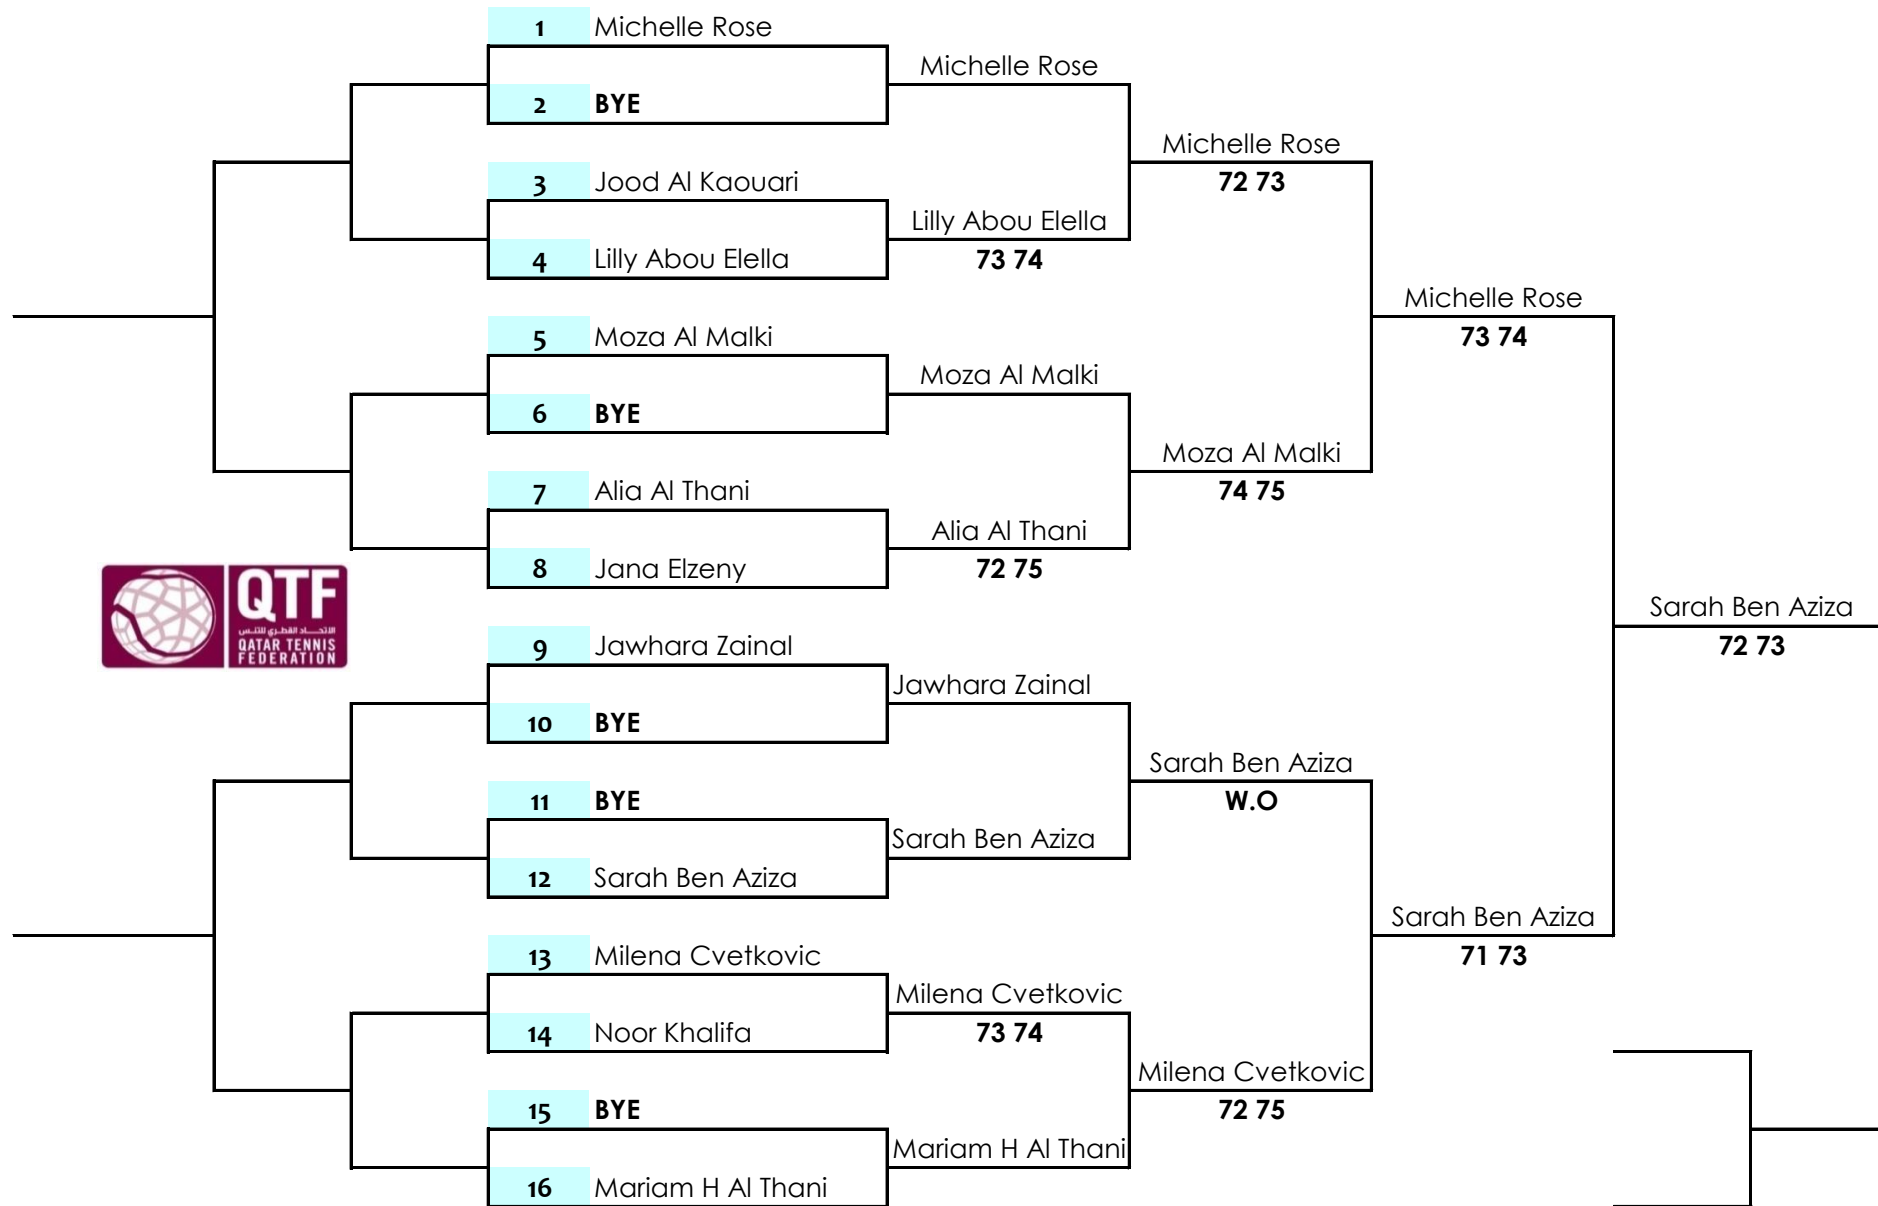 1 Michelle Rose
Michelle Rose
2 BYE
Michelle Rose
72 73
3 Jood Al Kaouari
Lilly Abou Elella
73 74
4 Lilly Abou Elella
Michelle Rose
73 74
5 Moza Al Malki
Moza Al Malki
6 BYE
Moza Al Malki
74 75
7 Alia Al Thani
Alia Al Thani
72 75
8 Jana Elzeny
QTF
الاتحاد القطري للتنس
QATAR TENNIS
FEDERATION
Sarah Ben Aziza
72 73
9 Jawhara Zainal
Jawhara Zainal
10 BYE
Sarah Ben Aziza
W.O
11 BYE
Sarah Ben Aziza
12 Sarah Ben Aziza
Sarah Ben Aziza
71 73
13 Milena Cvetkovic
Milena Cvetkovic
73 74
14 Noor Khalifa
Milena Cvetkovic
72 75
15 BYE
Mariam H Al Thani
16 Mariam H Al Thani